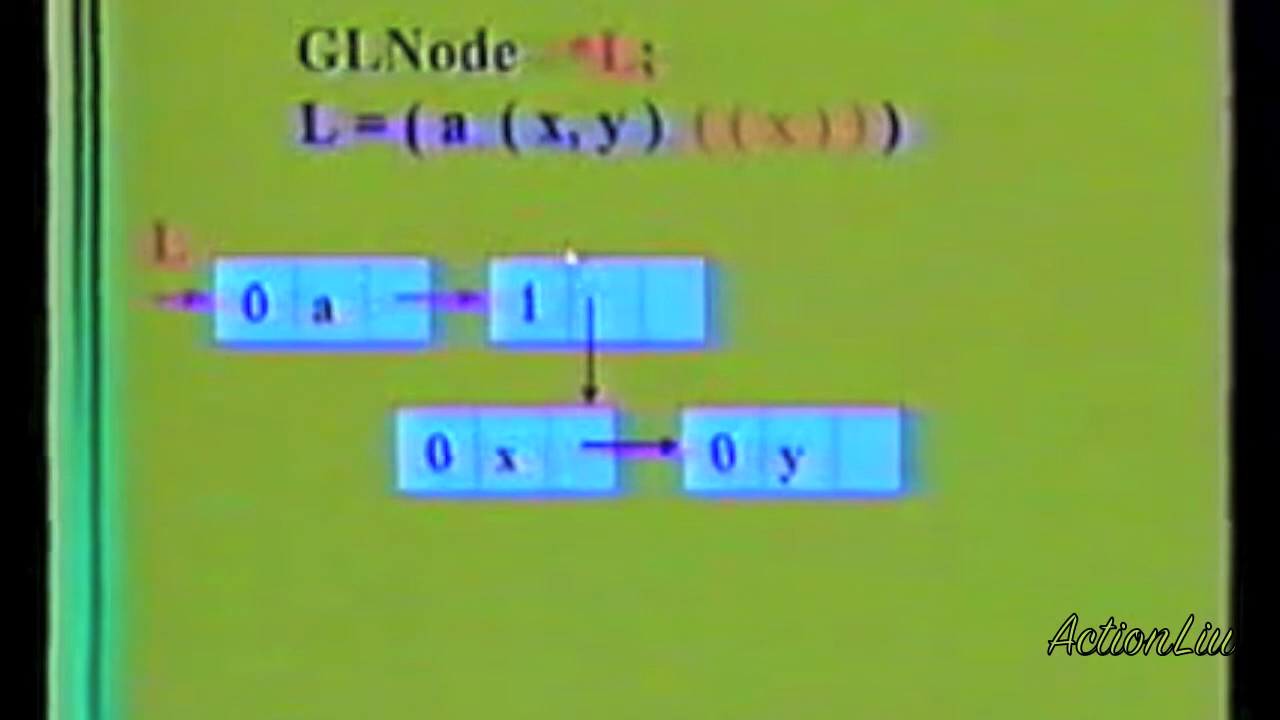 GLNode *L;
L = ( a ( x, y ) ( ( x ) ) )
L
0 a 1
0 x 0 y
ActionLiu